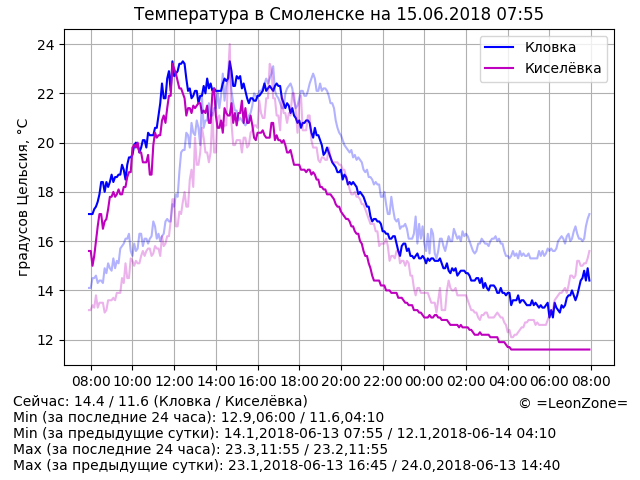 Температура в Смоленске на 15.06.2018 07:55
Кловка
Киселёвка
градусов Цельсия, °C
24
22
20
18
16
14
12
08:00 10:00 12:00 14:00 16:00 18:00 20:00 22:00 00:00 02:00 04:00 06:00 08:00
Сейчас: 14.4 / 11.6 (Кловка / Киселёвка)
© =LeonZone=
Min (за последние 24 часа): 12.9,06:00 / 11.6,04:10
Min (за предыдущие сутки): 14.1,2018-06-13 07:55 / 12.1,2018-06-14 04:10
Max (за последние 24 часа): 23.3,11:55 / 23.2,11:55
Max (за предыдущие сутки): 23.1,2018-06-13 16:45 / 24.0,2018-06-13 14:40